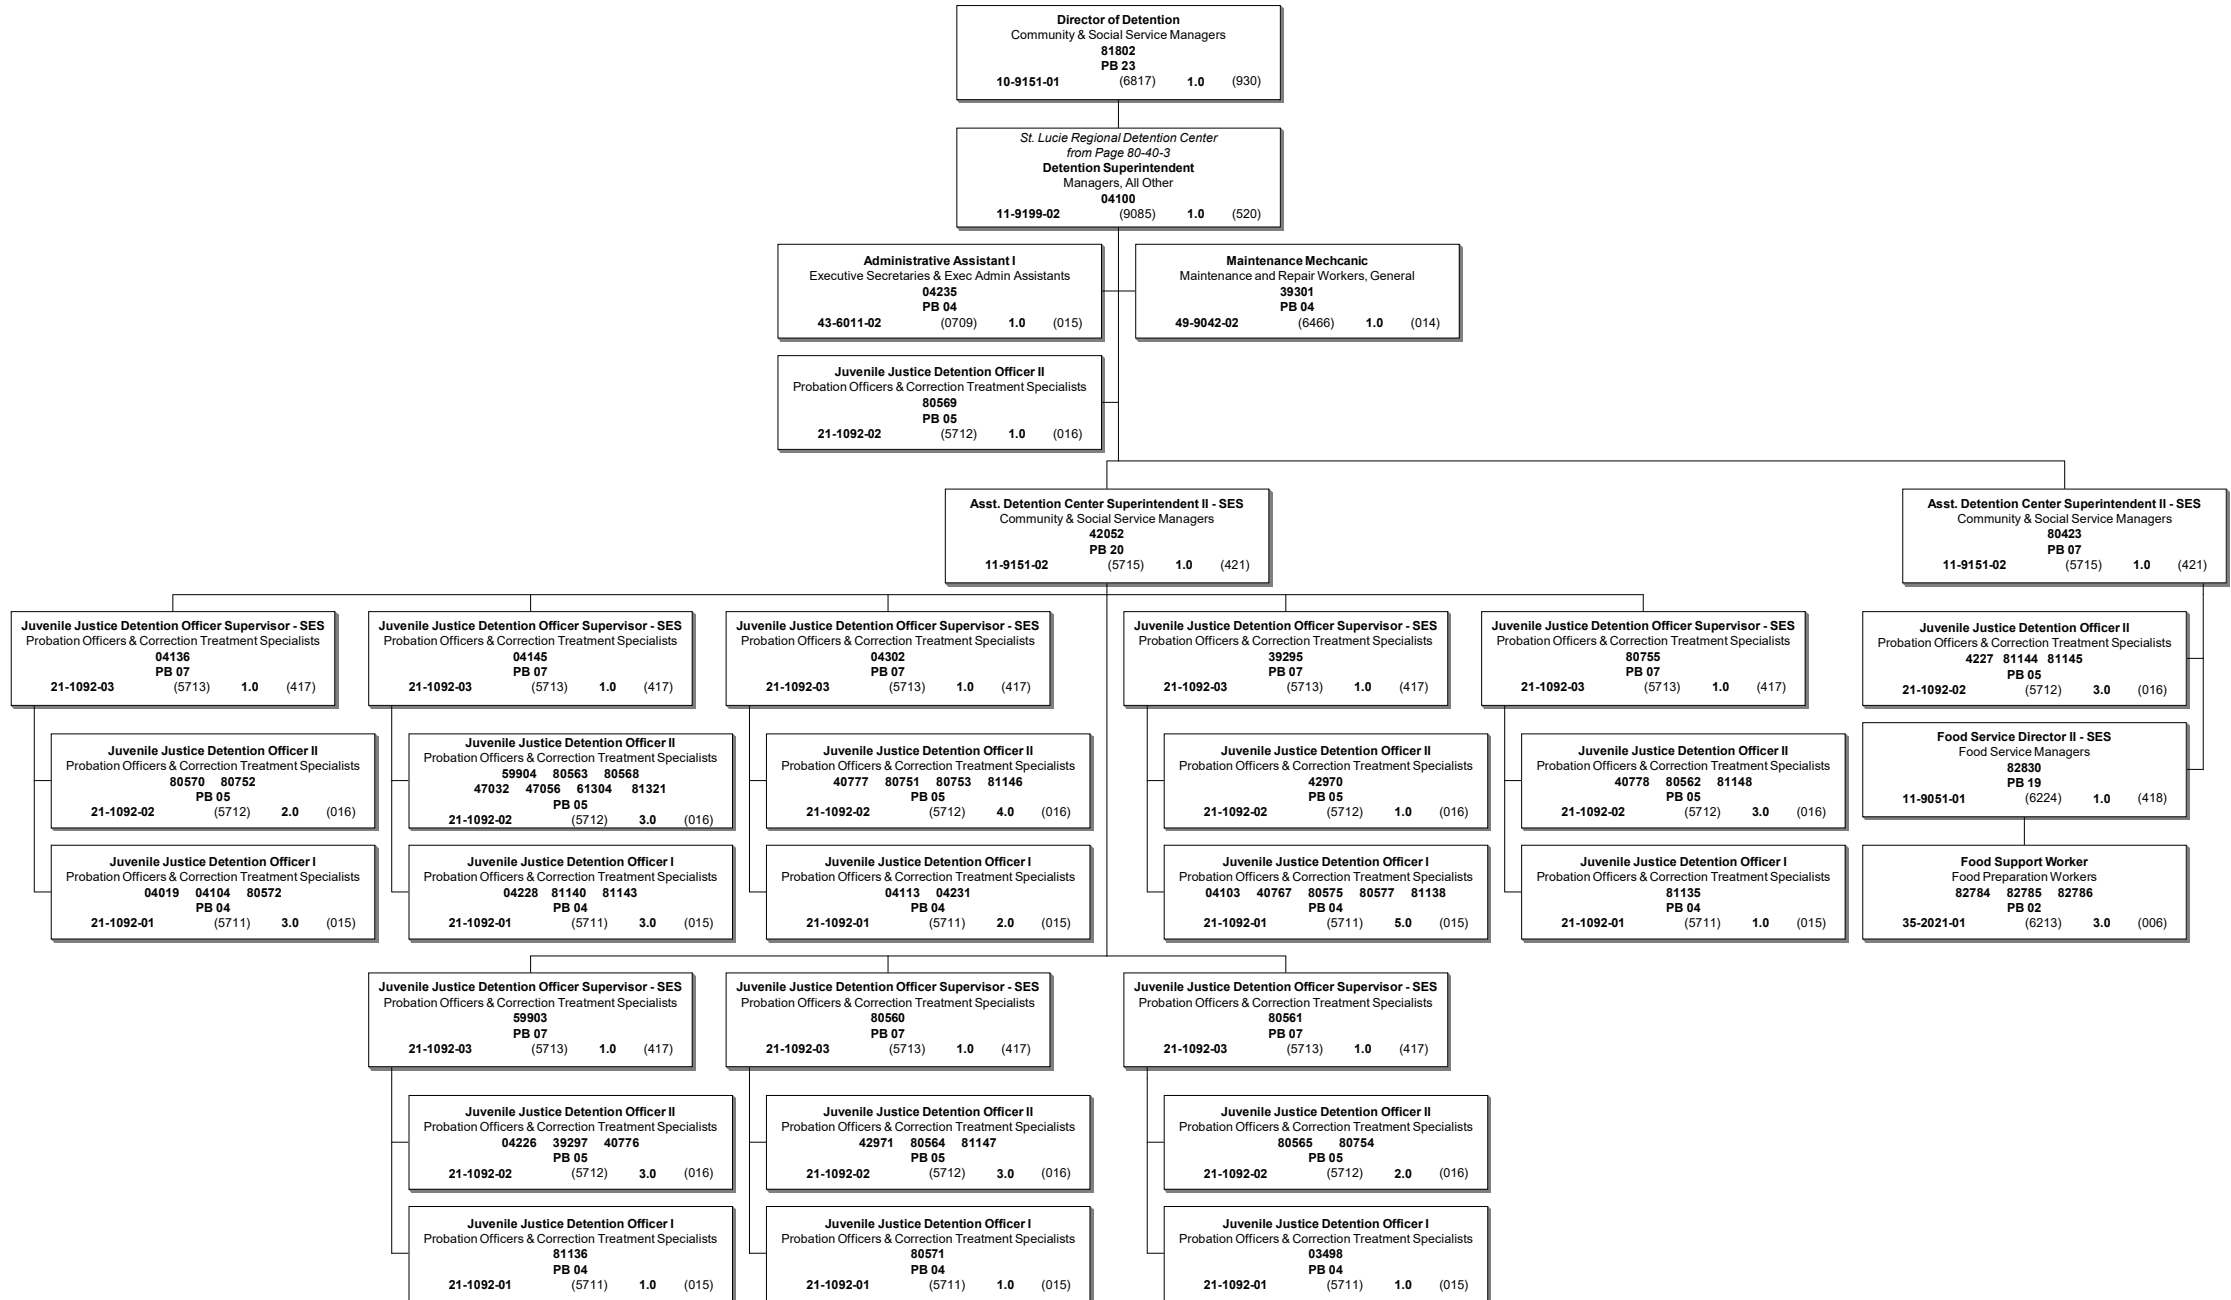 Director of Detention
Community & Social Service Managers
81802
PB 23
10-9151-01 (6817) 1.0 (930)
St. Lucie Regional Detention Center
from Page 80-40-3
Detention Superintendent
Managers, All Other
04100
11-9199-02 (9085) 1.0 (520)
Administrative Assistant I
Executive Secretaries & Exec Admin Assistants
04235
PB 04
43-6011-02 (0709) 1.0 (015)
Maintenance Mechcanic
Maintenance and Repair Workers, General
39301
PB 04
49-9042-02 (6466) 1.0 (014)
Juvenile Justice Detention Officer II
Probation Officers & Correction Treatment Specialists
80569
PB 05
21-1092-02 (5712) 1.0 (016)
Asst. Detention Center Superintendent II - SES
Community & Social Service Managers
42052
PB 20
11-9151-02 (5715) 1.0 (421)
Asst. Detention Center Superintendent II - SES
Community & Social Service Managers
80423
PB 07
11-9151-02 (5715) 1.0 (421)
Juvenile Justice Detention Officer Supervisor - SES
Probation Officers & Correction Treatment Specialists
04136
PB 07
21-1092-03 (5713) 1.0 (417)
Juvenile Justice Detention Officer Supervisor - SES
Probation Officers & Correction Treatment Specialists
04145
PB 07
21-1092-03 (5713) 1.0 (417)
Juvenile Justice Detention Officer Supervisor - SES
Probation Officers & Correction Treatment Specialists
04302
PB 07
21-1092-03 (5713) 1.0 (417)
Juvenile Justice Detention Officer Supervisor - SES
Probation Officers & Correction Treatment Specialists
39295
PB 07
21-1092-03 (5713) 1.0 (417)
Juvenile Justice Detention Officer Supervisor - SES
Probation Officers & Correction Treatment Specialists
80755
PB 07
21-1092-03 (5713) 1.0 (417)
Juvenile Justice Detention Officer II
Probation Officers & Correction Treatment Specialists
4227 81144 81145
PB 05
21-1092-02 (5712) 3.0 (016)
Juvenile Justice Detention Officer II
Probation Officers & Correction Treatment Specialists
80570 80752
PB 05
21-1092-02 (5712) 2.0 (016)
Juvenile Justice Detention Officer II
Probation Officers & Correction Treatment Specialists
59904 80563 80568
47032 47056 61304 81321
PB 05
21-1092-02 (5712) 3.0 (016)
Juvenile Justice Detention Officer II
Probation Officers & Correction Treatment Specialists
40777 80751 80753 81146
PB 05
21-1092-02 (5712) 4.0 (016)
Juvenile Justice Detention Officer II
Probation Officers & Correction Treatment Specialists
42970
PB 05
21-1092-02 (5712) 1.0 (016)
Juvenile Justice Detention Officer II
Probation Officers & Correction Treatment Specialists
40778 80562 81148
PB 05
21-1092-02 (5712) 3.0 (016)
Food Service Director II - SES
Food Service Managers
82830
PB 19
11-9051-01 (6224) 1.0 (418)
Juvenile Justice Detention Officer I
Probation Officers & Correction Treatment Specialists
04019 04104 80572
PB 04
21-1092-01 (5711) 3.0 (015)
Juvenile Justice Detention Officer I
Probation Officers & Correction Treatment Specialists
04228 81140 81143
PB 04
21-1092-01 (5711) 3.0 (015)
Juvenile Justice Detention Officer I
Probation Officers & Correction Treatment Specialists
04113 04231
PB 04
21-1092-01 (5711) 2.0 (015)
Juvenile Justice Detention Officer I
Probation Officers & Correction Treatment Specialists
04103 40767 80575 80577 81138
PB 04
21-1092-01 (5711) 5.0 (015)
Juvenile Justice Detention Officer I
Probation Officers & Correction Treatment Specialists
81135
PB 04
21-1092-01 (5711) 1.0 (015)
Food Support Worker
Food Preparation Workers
82784 82785 82786
PB 02
35-2021-01 (6213) 3.0 (006)
Juvenile Justice Detention Officer Supervisor - SES
Probation Officers & Correction Treatment Specialists
59903
PB 07
21-1092-03 (5713) 1.0 (417)
Juvenile Justice Detention Officer Supervisor - SES
Probation Officers & Correction Treatment Specialists
80560
PB 07
21-1092-03 (5713) 1.0 (417)
Juvenile Justice Detention Officer Supervisor - SES
Probation Officers & Correction Treatment Specialists
80561
PB 07
21-1092-03 (5713) 1.0 (417)
Juvenile Justice Detention Officer II
Probation Officers & Correction Treatment Specialists
04226 39297 40776
PB 05
21-1092-02 (5712) 3.0 (016)
Juvenile Justice Detention Officer II
Probation Officers & Correction Treatment Specialists
42971 80564 81147
PB 05
21-1092-02 (5712) 3.0 (016)
Juvenile Justice Detention Officer II
Probation Officers & Correction Treatment Specialists
80565 80754
PB 05
21-1092-02 (5712) 2.0 (016)
Juvenile Justice Detention Officer I
Probation Officers & Correction Treatment Specialists
81136
PB 04
21-1092-01 (5711) 1.0 (015)
Juvenile Justice Detention Officer I
Probation Officers & Correction Treatment Specialists
80571
PB 04
21-1092-01 (5711) 1.0 (015)
Juvenile Justice Detention Officer I
Probation Officers & Correction Treatment Specialists
03498
PB 04
21-1092-01 (5711) 1.0 (015)